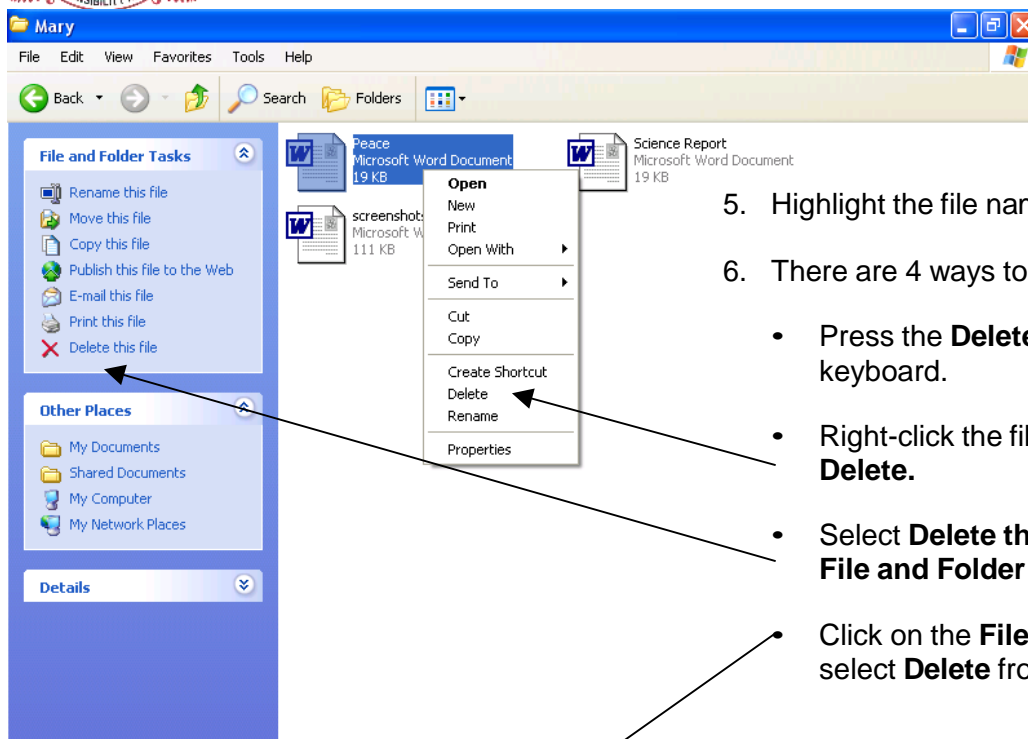 Mary
File Edit View Favorites Tools Help
Back Search Folders
File and Folder Tasks
Rename this file
Move this file
Copy this file
Publish this file to the Web
E-mail this file
Print this file
Delete this file
Other Places
My Documents
Shared Documents
My Computer
My Network Places
Details
Peace
Microsoft Word Document
19 KB
Science Report
Microsoft Word Document
19 KB
screenshots
Microsoft W
111 KB
Open
New
Print
Open With
Send To
Cut
Copy
Create Shortcut
Delete
Rename
Properties
5. Highlight the file nar
6. There are 4 ways to
• Press the Delete
keyboard.
• Right-click the fil
Delete.
• Select Delete th
File and Folder
• Click on the File
select Delete fro